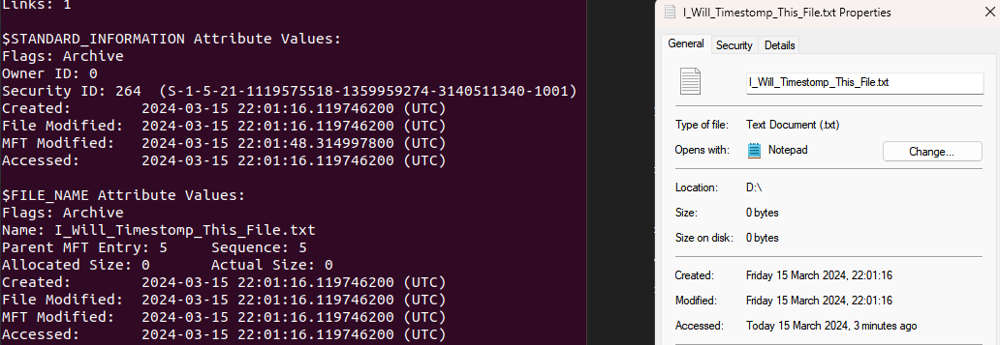 Links: 1
$STANDARD_INFORMATION Attribute Values:
Flags: Archive
Owner ID: 0
Security ID: 264  (S-1-5-21-1119575518-1359959274-3140511340-1001)
Created:        2024-03-15 22:01:16.119746200 (UTC)
File Modified:  2024-03-15 22:01:16.119746200 (UTC)
MFT Modified:   2024-03-15 22:01:48.314997800 (UTC)
Accessed:       2024-03-15 22:01:16.119746200 (UTC)
$FILE_NAME Attribute Values:
Flags: Archive
Name: I_Will_Timestomp_This_File.txt
Parent MFT Entry: 5     Sequence: 5
Allocated Size: 0       Actual Size: 0
Created:        2024-03-15 22:01:16.119746200 (UTC)
File Modified:  2024-03-15 22:01:16.119746200 (UTC)
MFT Modified:   2024-03-15 22:01:16.119746200 (UTC)
Accessed:       2024-03-15 22:01:16.119746200 (UTC)
I_Will_Timestomp_This_File.txt Properties
General Security Details
I_Will_Timestomp_This_File.txt
Type of file: Text Document (.txt)
Opens with: Notepad Change...
Location: D:\
Size: 0 bytes
Size on disk: 0 bytes
Created: Friday 15 March 2024, 22:01:16
Modified: Friday 15 March 2024, 22:01:16
Accessed: Today 15 March 2024, 3 minutes ago